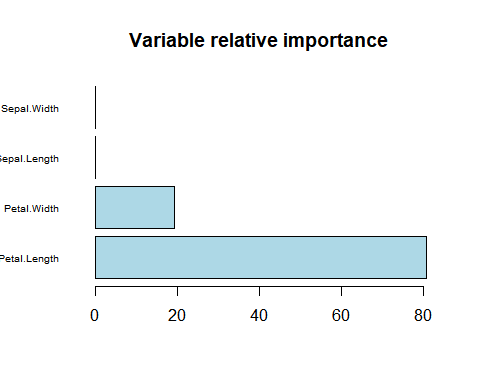 Variable relative importance
Sepal.Width
Sepal.Length
Petal.Width
Petal.Length
0 20 40 60 80